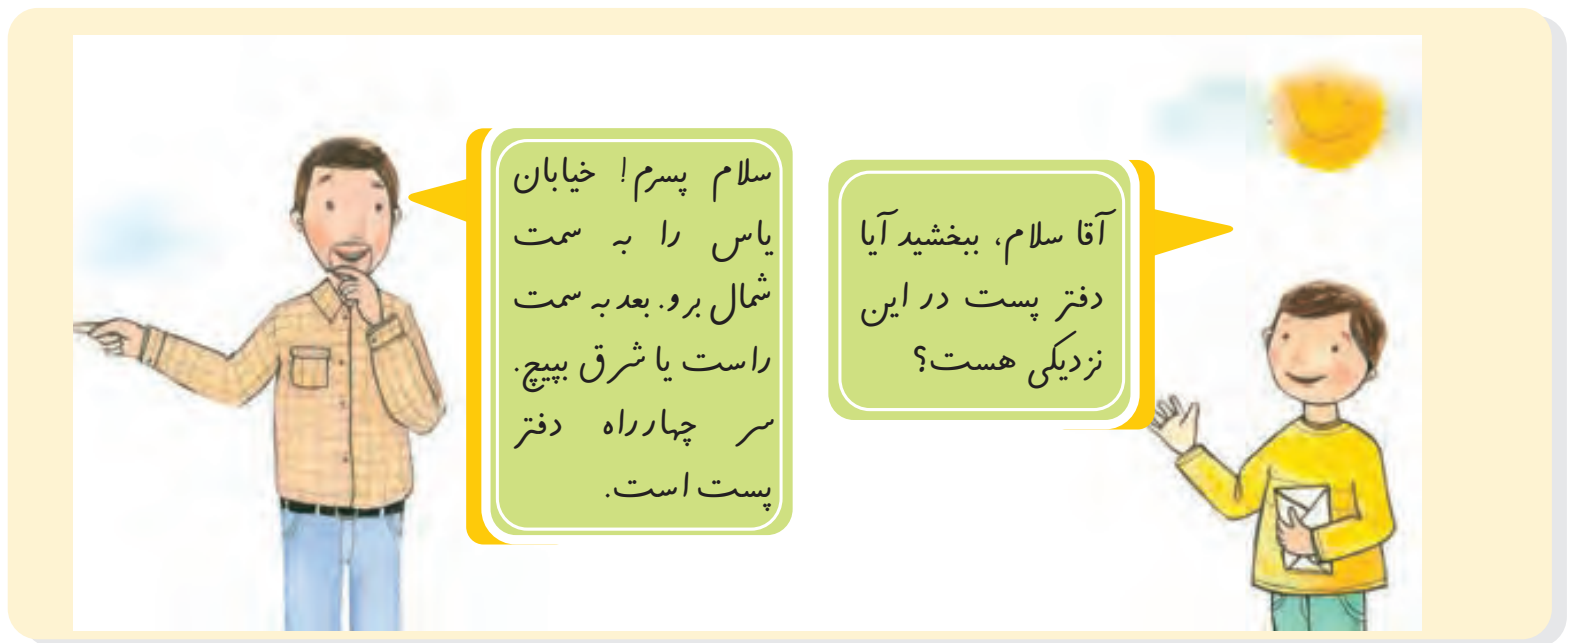 آقا سلام، ببخشید آیا
دفتر پست در این
نزدیکی هست؟
سلام پسرم! خیابان
یاس را به سمت
شمال برو. بعد به سمت
راست یا شرق بپیچ.
سر چهارراه دفتر
پست است.